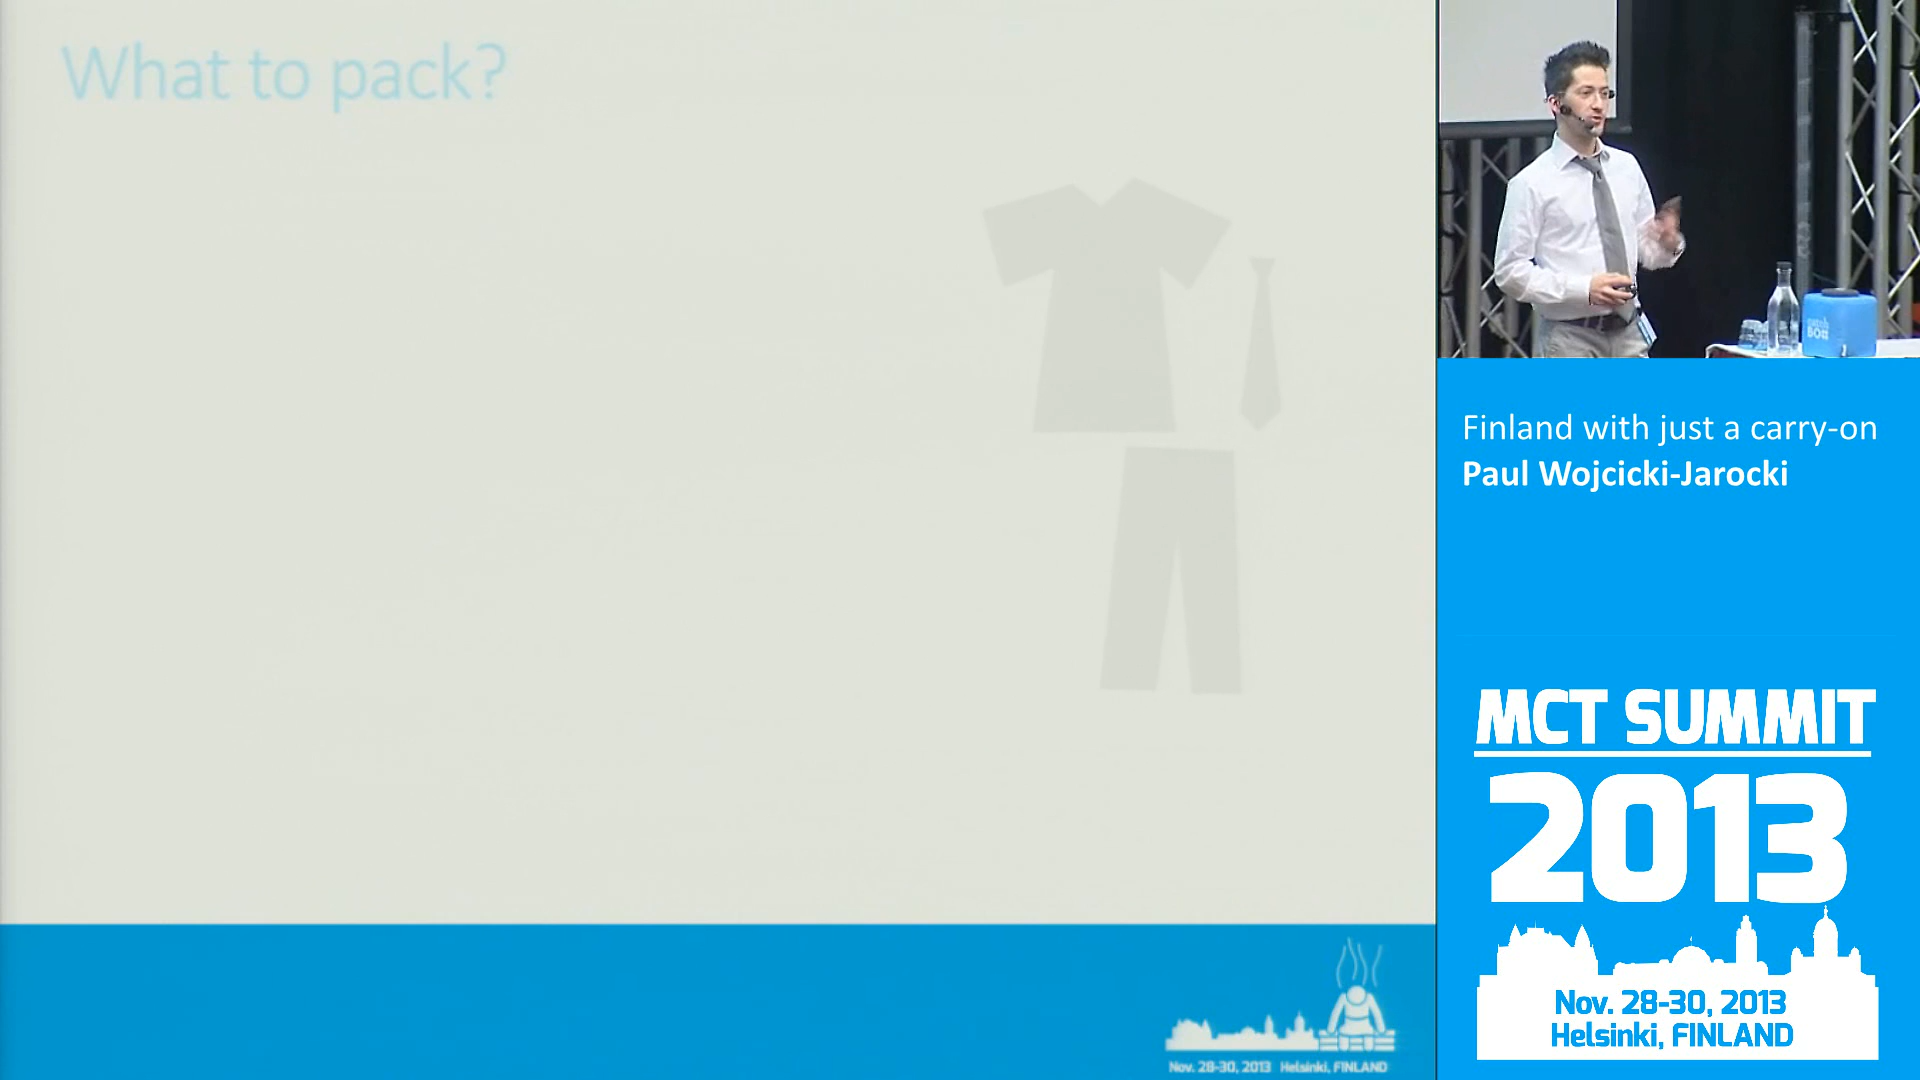 What to pack?
Finland with just a carry-on
Paul Wojcicki-Jarocki
MCT SUMMIT
2013
Nov. 28-30, 2013
Helsinki, FINLAND
Nov. 28-30, 2013 Helsinki, FINLAND